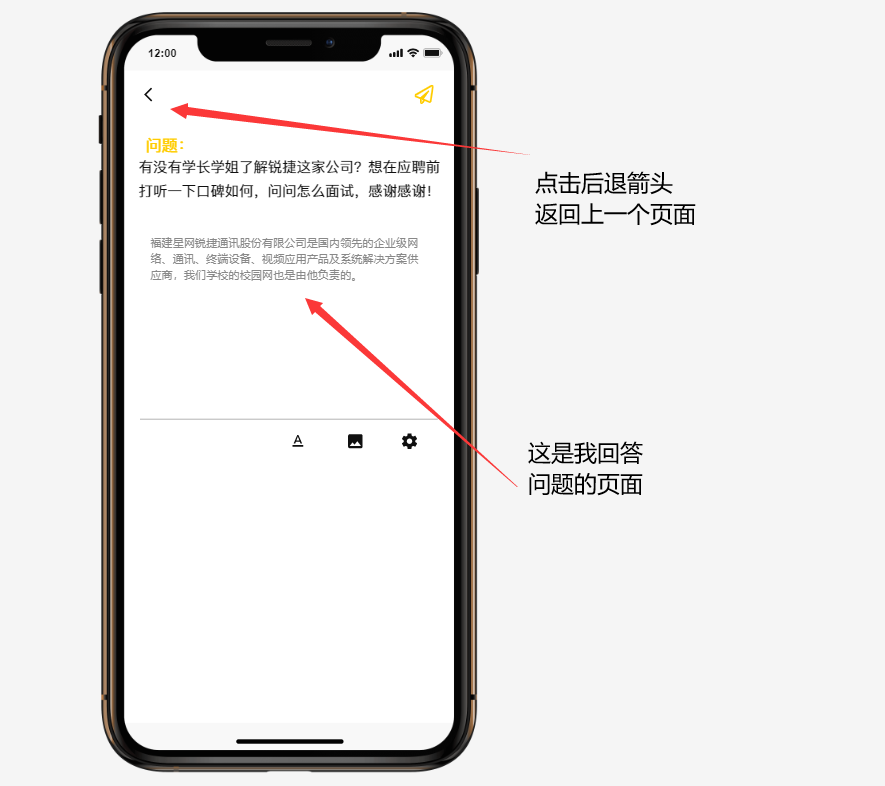 12:00
问题：
有没有学长学姐了解锐捷这家公司？想在应聘前
打听一下口碑如何，问问怎么面试，感谢感谢！
福建星网锐捷通讯股份有限公司是国内领先的企业级网
络、通讯、终端设备、视频应用产品及系统解决方案供
应商，我们学校的校园网也是由他负责的。
A
点击后退箭头
返回上一个页面
这是我回答
问题的页面